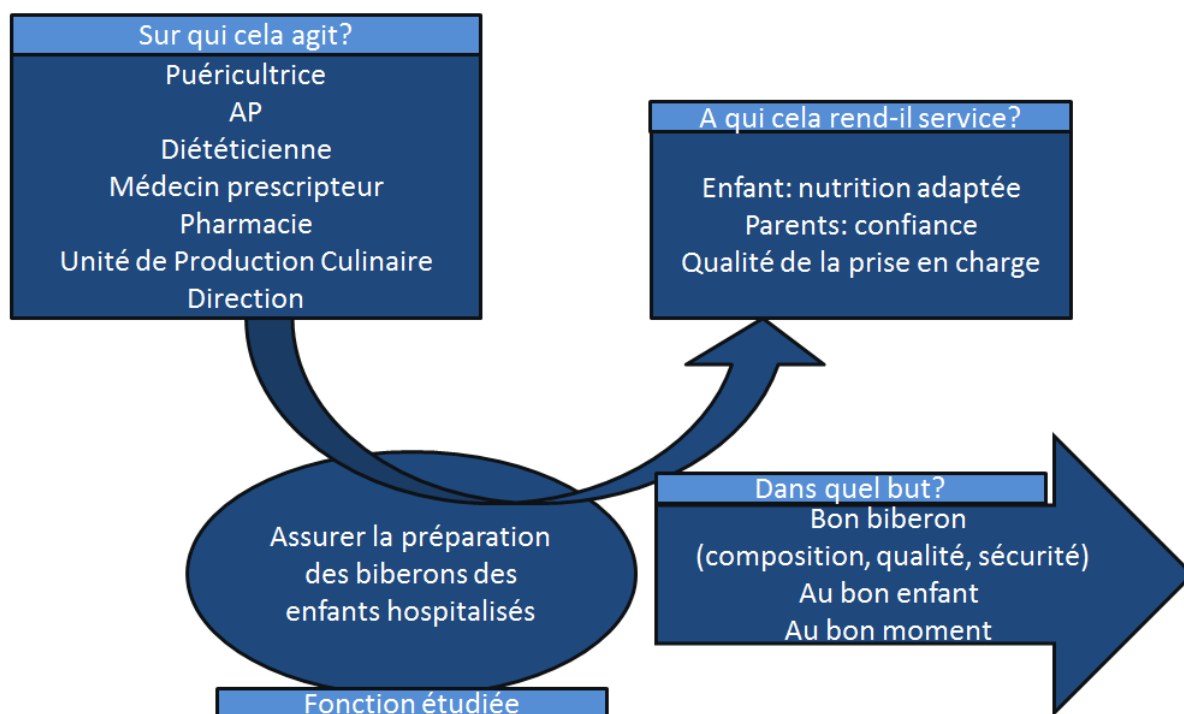 Sur qui cela agit?
Puéricultrice
AP
Diététicienne
Médecin prescripteur
Pharmacie
Unité de Production Culinaire
Direction
A qui cela rend-il service?
Enfant: nutrition adaptée
Parents: confiance
Qualité de la prise en charge
Assurer la préparation
des biberons des
enfants hospitalisés
Fonction étudiée
Dans quel but?
Bon biberon
(composition, qualité, sécurité)
Au bon enfant
Au bon moment